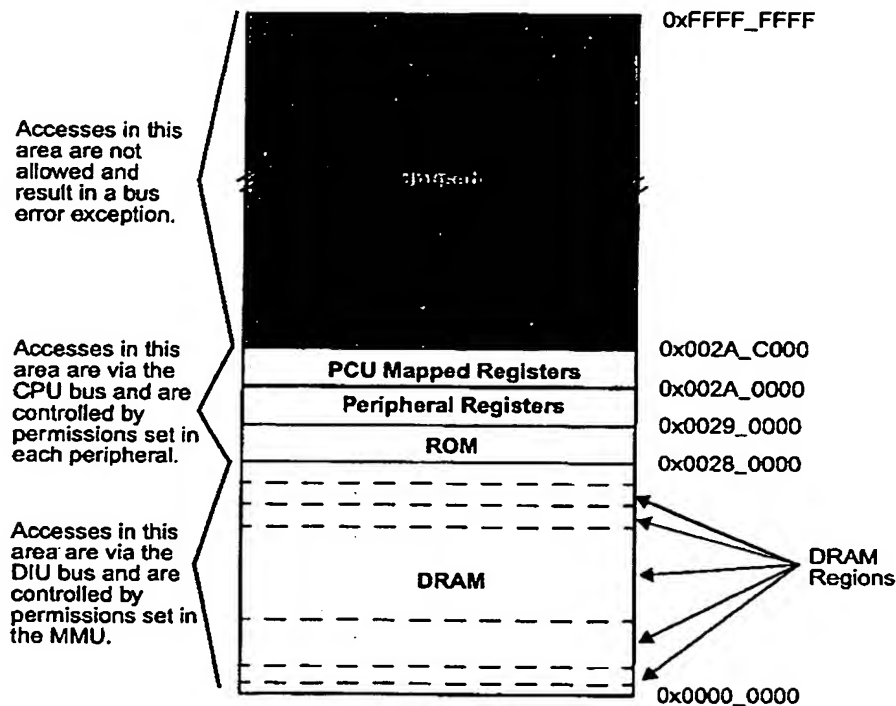 0xFFFF_FFFF
Accesses in this
area are not
allowed and
result in a bus
error exception.
0x002A_C000
Accesses in this
area are via the
CPU bus and are
controlled by
permissions set in
each peripheral.
PCU Mapped Registers
0x002A_0000
Peripheral Registers
0x0029_0000
ROM
0x0028_0000
Accesses in this
area are via the
DIU bus and are
controlled by
permissions set in
the MMU.
DRAM
DRAM
Regions
0x0000_0000